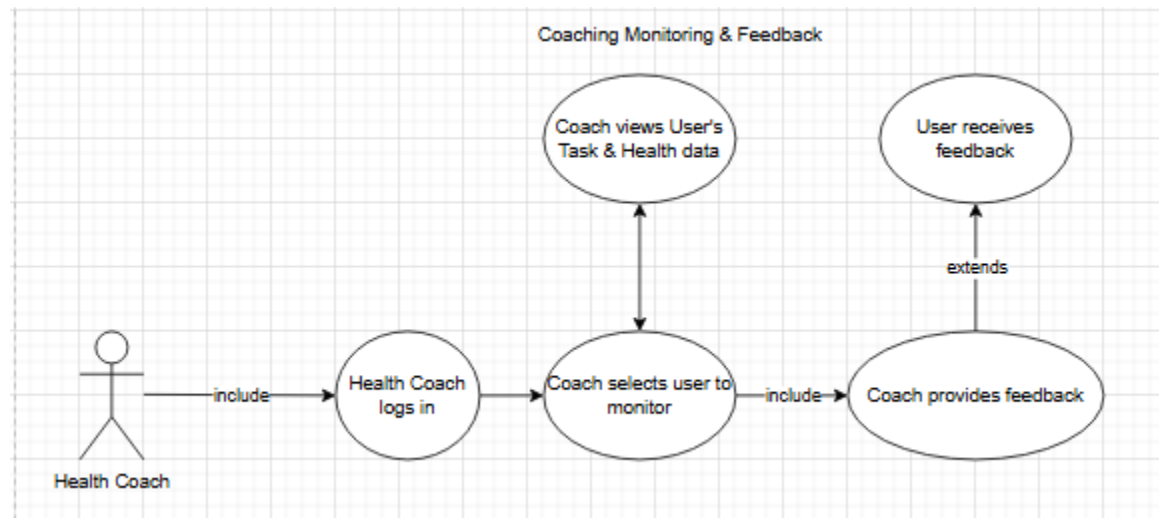 Coaching Monitoring & Feedback
Coach views User's
Task & Health data
User receives
feedback
extends
Health Coach
logs in
Coach selects user to
monitor
Coach provides feedback
include
include
Health Coach